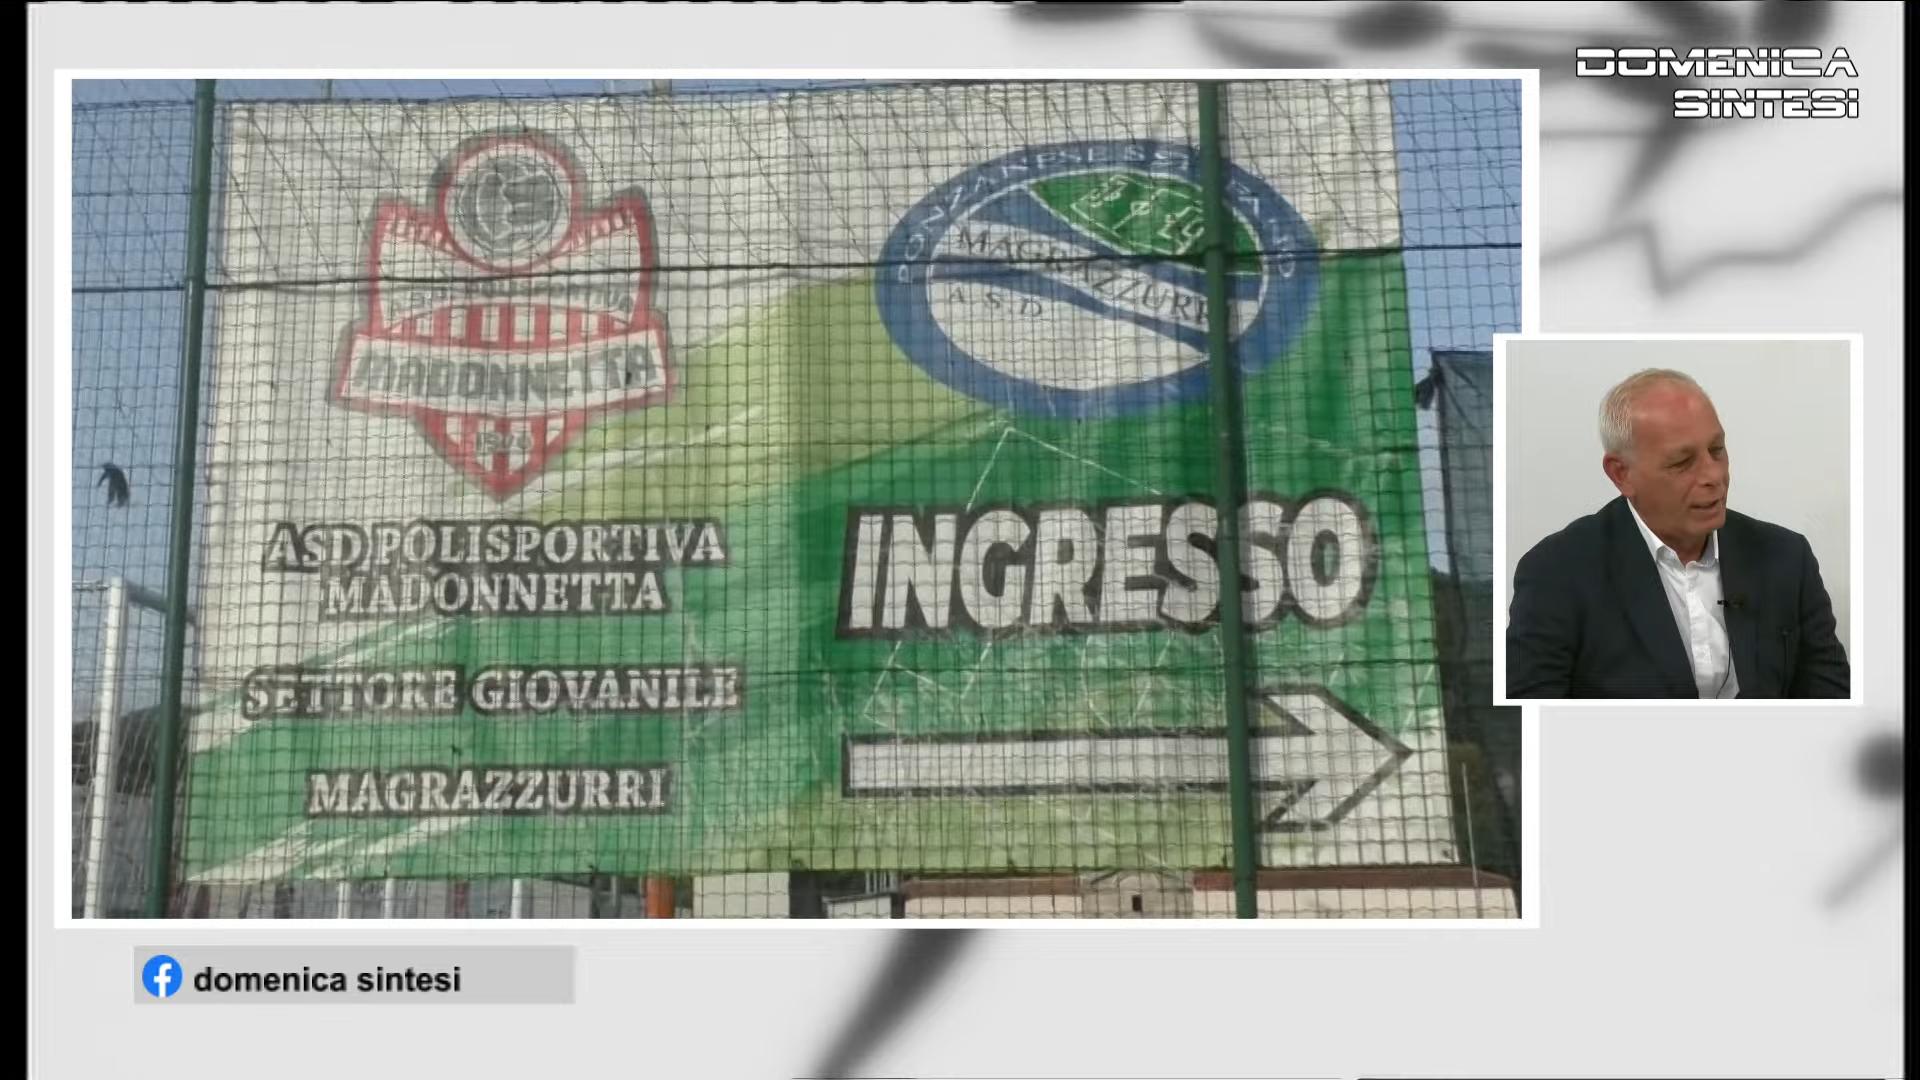 DOMENICA
SINTESI
MADONNETTA
MAGRAZZURRI
A.S.D.
ASD POLISPORTIVA
MADONNETTA
INGRESSO
SETTORE GIOVANILE
MAGRAZZURRI
domenica sintesi